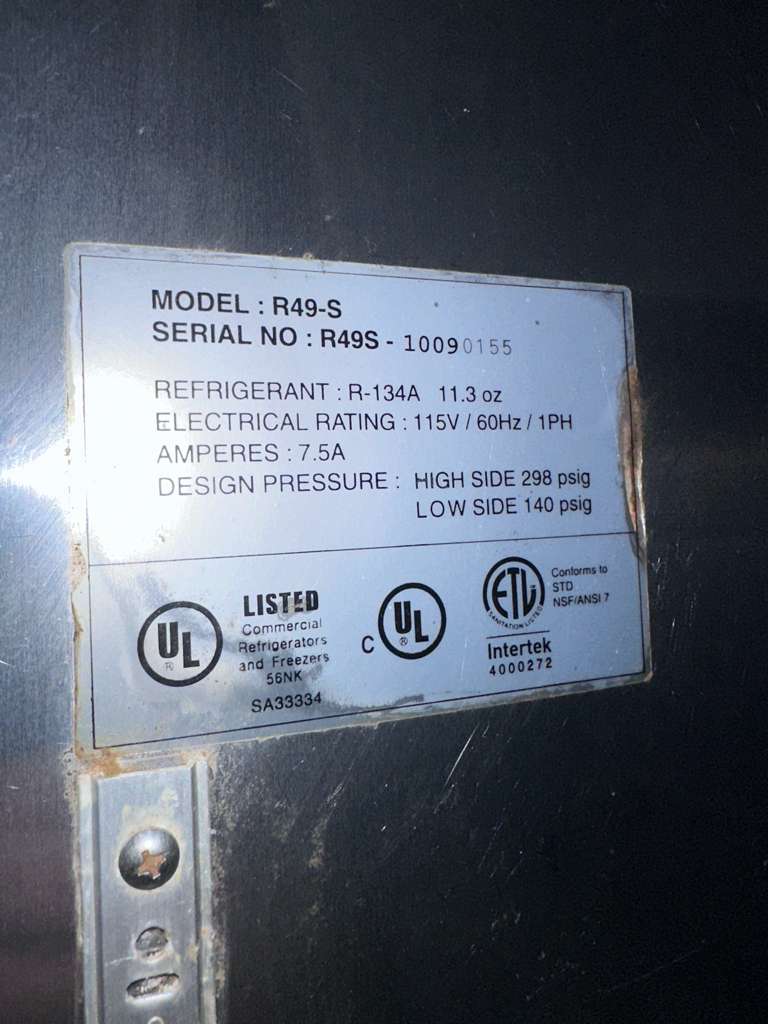 MODEL : R49-S
SERIAL NO : R49S - 10090155
REFRIGERANT : R-134A 11.3 oz
ELECTRICAL RATING : 115V / 60Hz / 1PH
AMPERES : 7.5A
DESIGN PRESSURE : HIGH SIDE 298 psig
LOW SIDE 140 psig
UL ®
LISTED
Commercial
Refrigerators
and Freezers
56NK
SA33334
C UL ®
ETL
SANITATION LISTED
Intertek
4000272
Conforms to
STD
NSF/ANSI 7